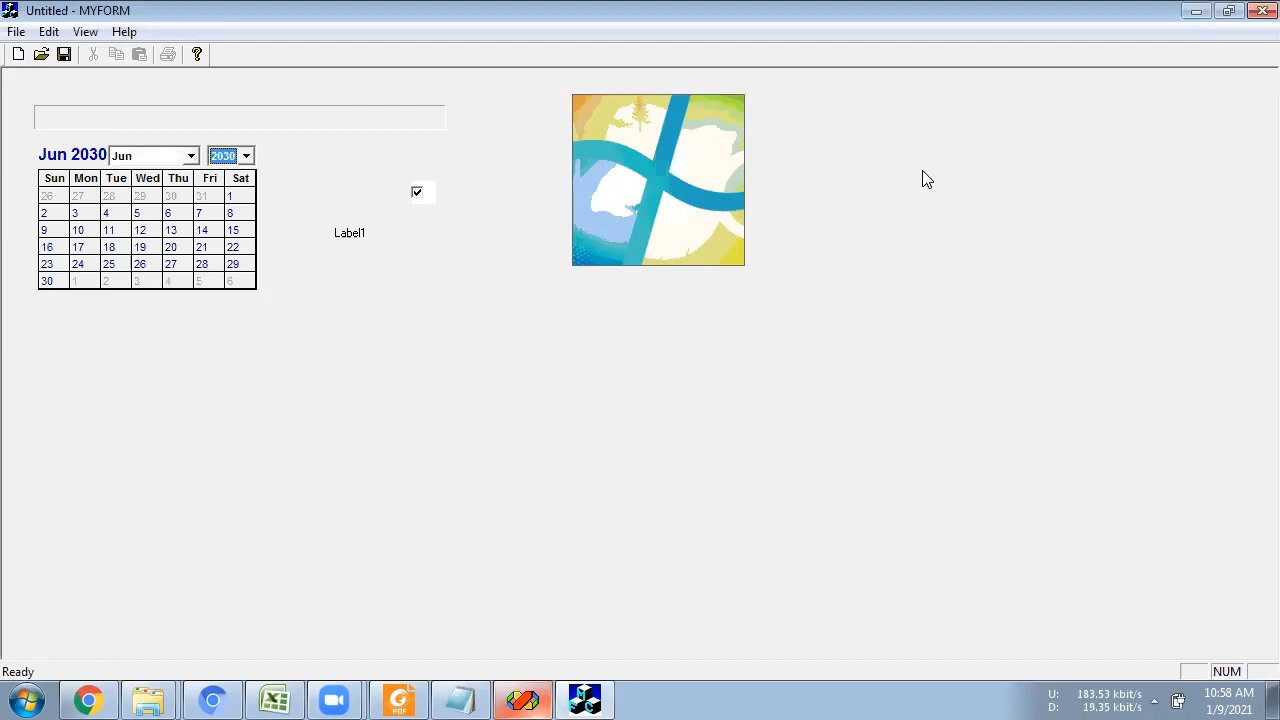 Untitled - MYFORM
File Edit View Help
Jun 2030 Jun 2030
Sun Mon Tue Wed Thu Fri Sat
26 27 28 29 30 31 1
2 3 4 5 6 7 8
9 10 11 12 13 14 15
16 17 18 19 20 21 22
23 24 25 26 27 28 29
30 1 2 3 4 5 6
Label1
Ready NUM
PDF
U: 183.53 kbit/s
D: 19.35 kbit/s
10:58 AM
1/9/2021